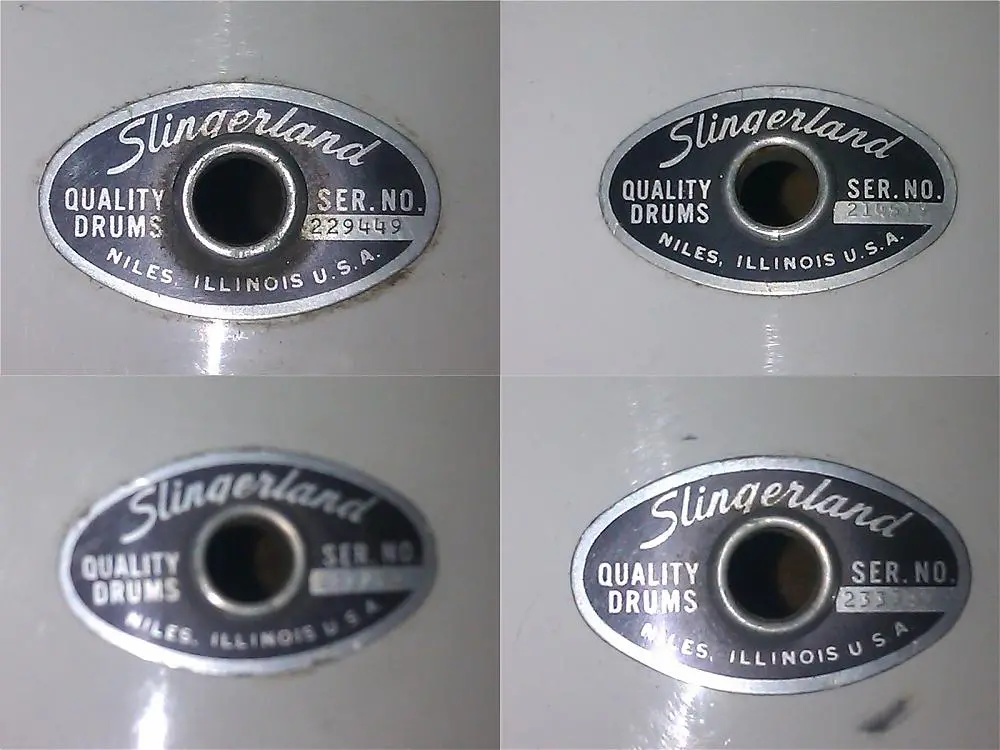 Slingerland
QUALITY SER. NO.
DRUMS 229449
NILES, ILLINOIS U.S.A.
Slingerland
QUALITY SER. NO.
DRUMS
NILES, ILLINOIS U.S.A.
Slingerland
QUALITY SER. NO
DRUMS
NILES, ILLINOIS U S A.
Slingerland
QUALITY SER. NO.
DRUMS
NILES, ILLINOIS U S A.